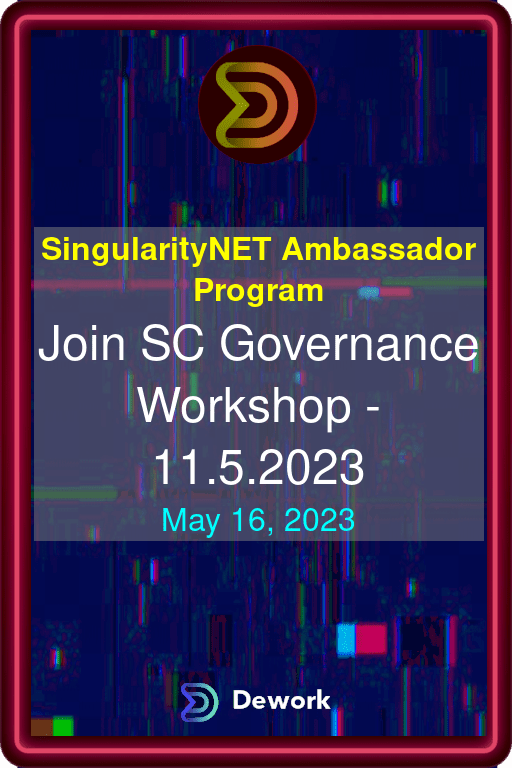 SingularityNET Ambassador
Program
Join SC Governance
Workshop -
11.5.2023
May 16, 2023
Dework